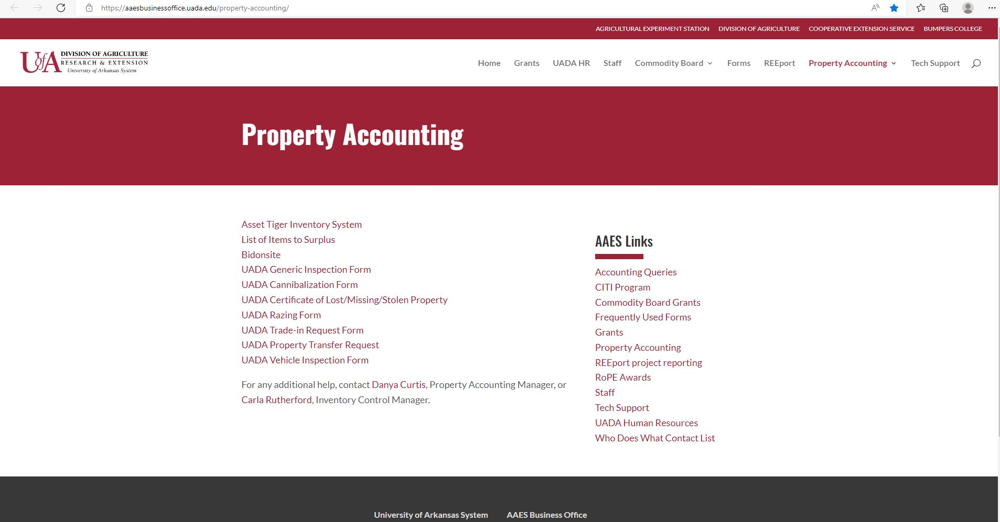 https://aaesbusinessoffice.uada.edu/property-accounting/
AGRICULTURAL EXPERIMENT STATION DIVISION OF AGRICULTURE COOPERATIVE EXTENSION SERVICE BUMPERS COLLEGE
UofA DIVISION OF AGRICULTURE
RESEARCH & EXTENSION
University of Arkansas System
Home Grants UADA HR Staff Commodity Board Forms REEport Property Accounting Tech Support
Property Accounting
Asset Tiger Inventory System
List of Items to Surplus
Bidonsite
UADA Generic Inspection Form
UADA Cannibalization Form
UADA Certificate of Lost/Missing/Stolen Property
UADA Razing Form
UADA Trade-in Request Form
UADA Property Transfer Request
UADA Vehicle Inspection Form
For any additional help, contact Danya Curtis, Property Accounting Manager, or
Carla Rutherford, Inventory Control Manager.
AAES Links
Accounting Queries
CITI Program
Commodity Board Grants
Frequently Used Forms
Grants
Property Accounting
REEport project reporting
RoPE Awards
Staff
Tech Support
UADA Human Resources
Who Does What Contact List
University of Arkansas System AAES Business Office